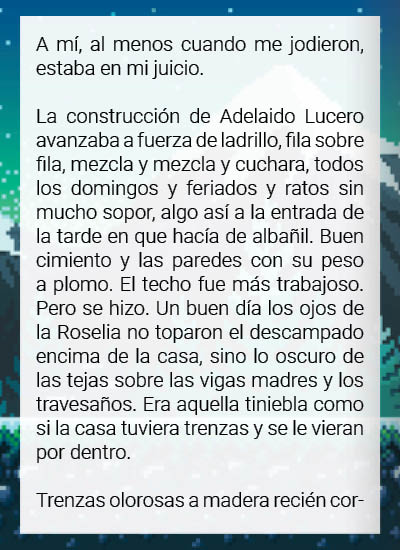 A mí, al menos cuando me jodieron,
estaba en mi juicio.
La construcción de Adelaido Lucero
avanzaba a fuerza de ladrillo, fila sobre
fila, mezcla y mezcla y cuchara, todos
los domingos y feriados y ratos sin
mucho sopor, algo así a la entrada de
la tarde en que hacía de albañil. Buen
cimiento y las paredes con su peso
a plomo. El techo fue más trabajoso.
Pero se hizo. Un buen día los ojos de
la Roselia no toparon el descampado
encima de la casa, sino lo oscuro de
las tejas sobre las vigas madres y los
travesaños. Era aquella tiniebla como
si la casa tuviera trenzas y se le vieran
por dentro.
Trenzas olorosas a madera recién cor-